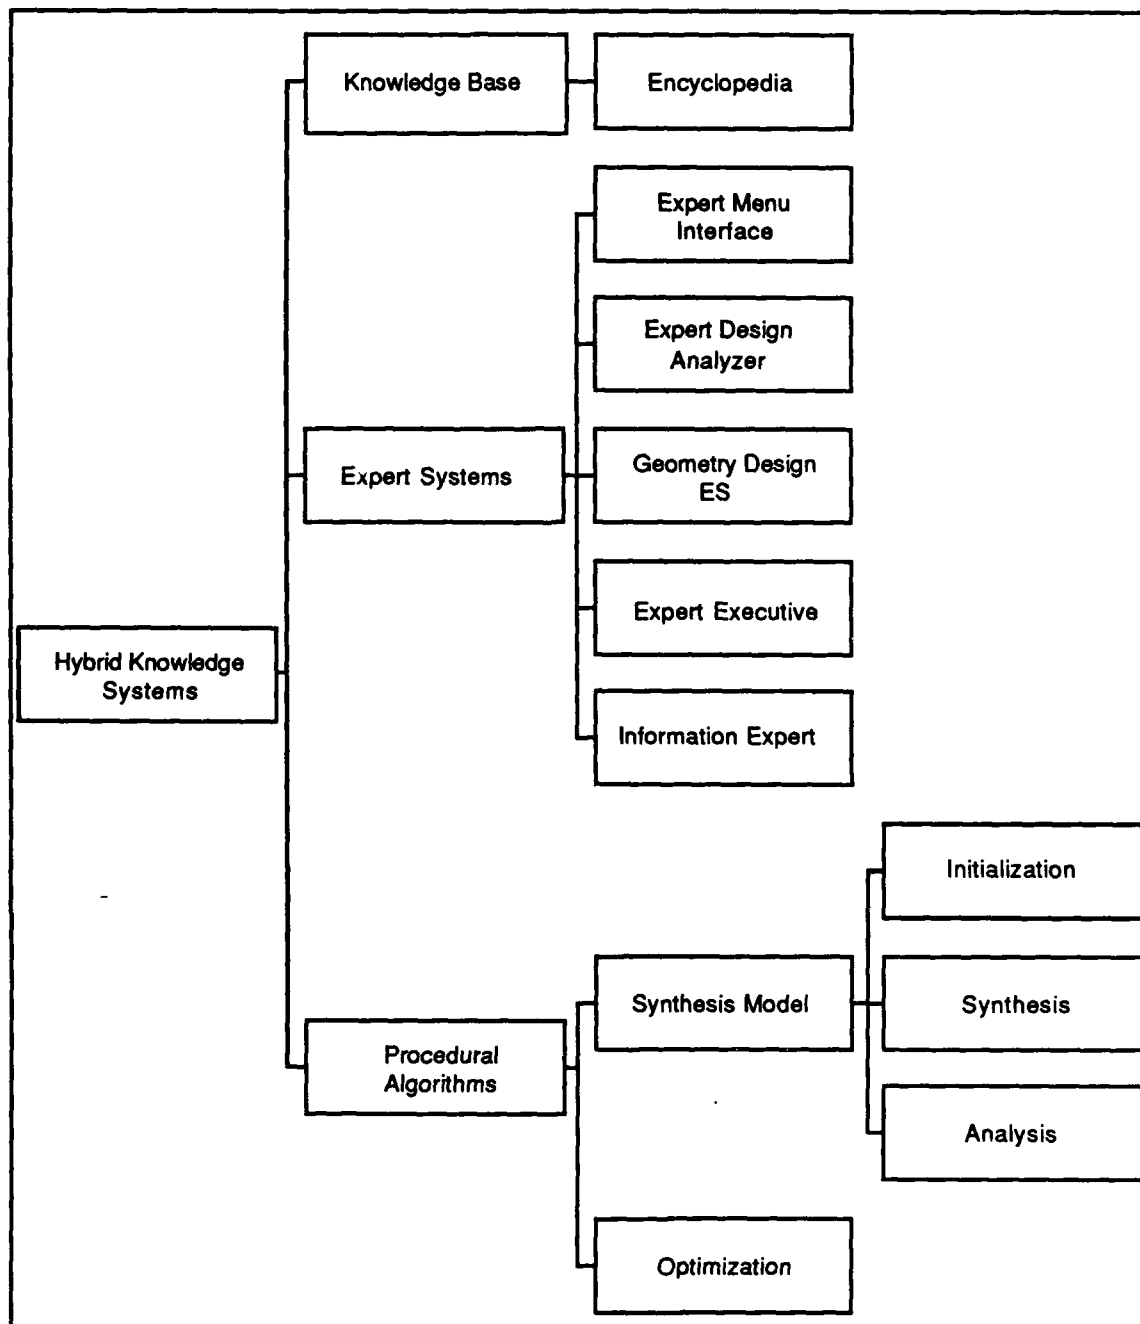 Knowledge Base
Encyclopedia
Expert Menu
Interface
Expert Design
Analyzer
Expert Systems
Geometry Design
ES
Expert Executive
Hybrid Knowledge
Systems
Information Expert
Initialization
Synthesis Model
Synthesis
Procedural
Algorithms
Analysis
Optimization